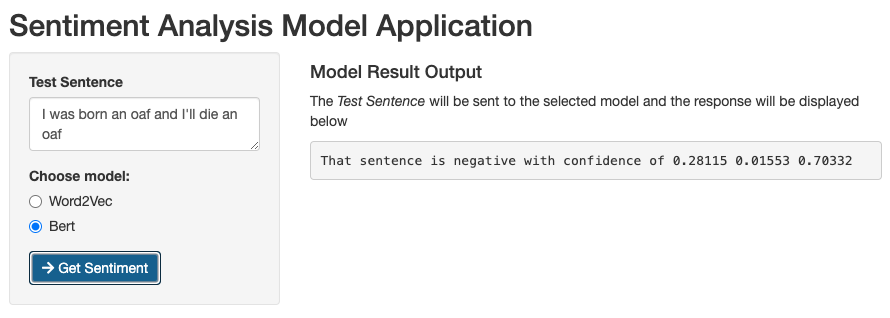 Sentiment Analysis Model Application
Test Sentence
I was born an oaf and I'll die an
oaf
Choose model:
Word2Vec
Bert
Get Sentiment
Model Result Output
The Test Sentence will be sent to the selected model and the response will be displayed
below
That sentence is negative with confidence of 0.28115 0.01553 0.70332